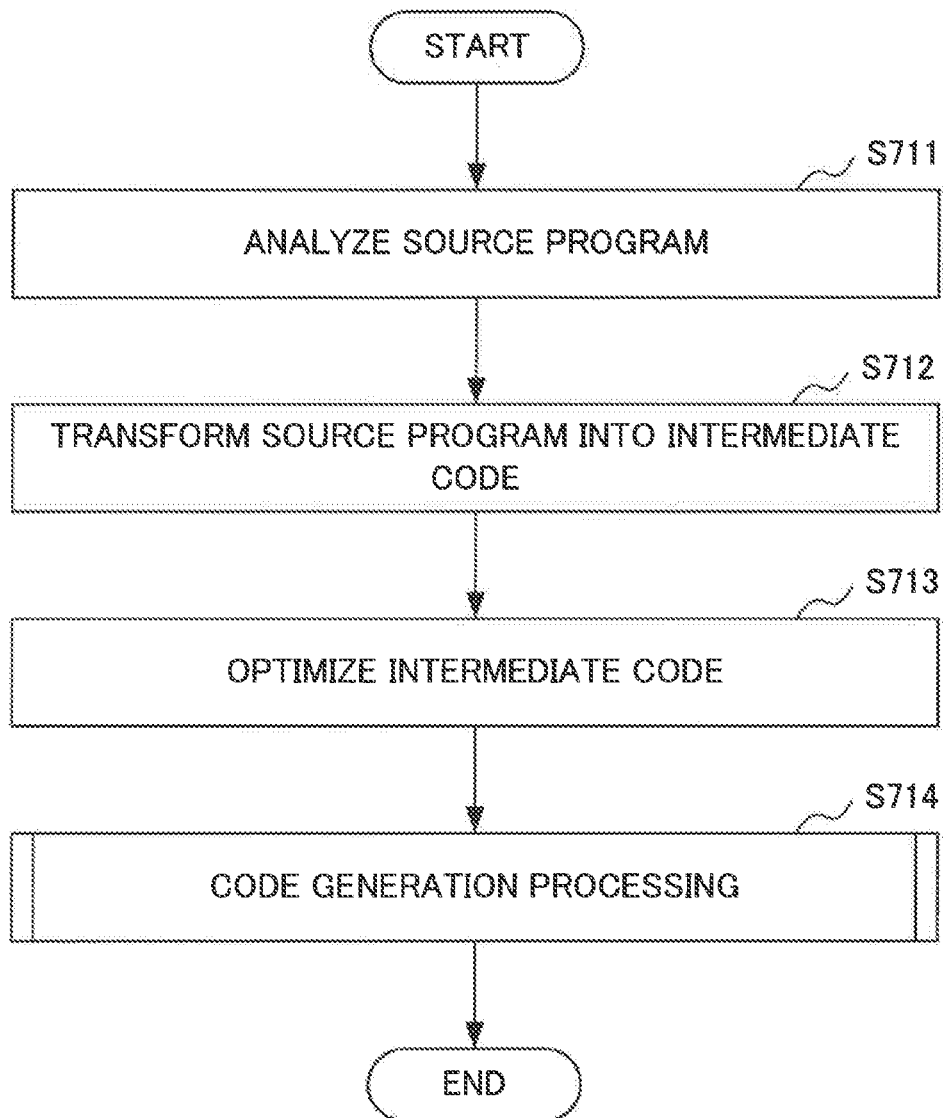 START
S711
ANALYZE SOURCE PROGRAM
S712
TRANSFORM SOURCE PROGRAM INTO INTERMEDIATE
CODE
S713
OPTIMIZE INTERMEDIATE CODE
S714
CODE GENERATION PROCESSING
END